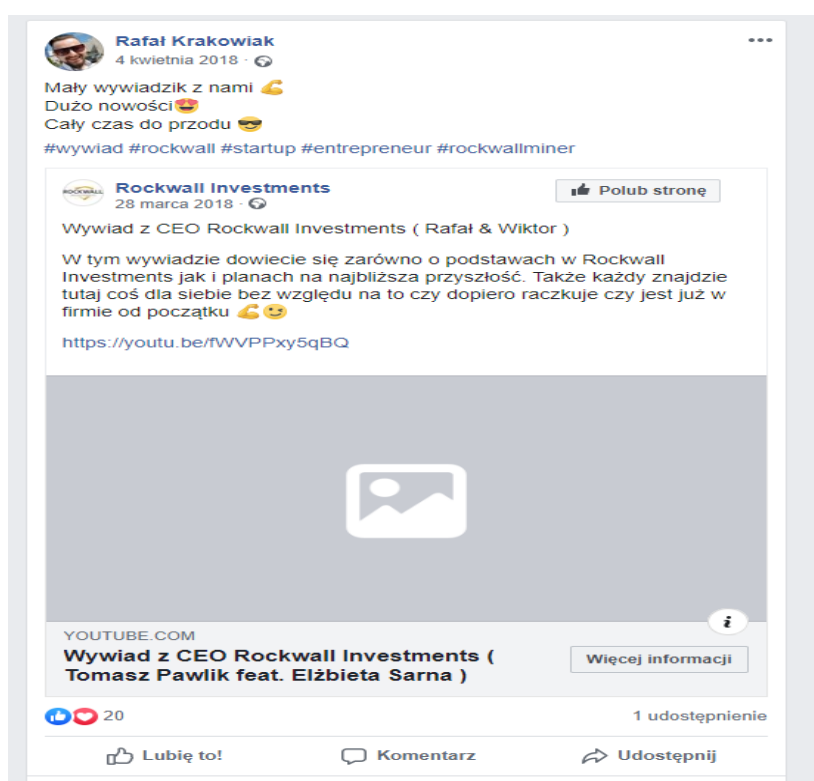 Rafał Krakowiak
4 kwietnia 2018 ·
Mały wywiadzik z nami 💪
Dużo nowości😍
Cały czas do przodu 😎
#wywiad #rockwall #startup #entrepreneur #rockwallminer
ROCKWALL
Rockwall Investments
28 marca 2018 ·
Polub stronę
Wywiad z CEO Rockwall Investments ( Rafał & Wiktor )
W tym wywiadzie dowiecie się zarówno o podstawach w Rockwall
Investments jak i planach na najbliższa przyszłość. Także każdy znajdzie
tutaj coś dla siebie bez względu na to czy dopiero raczkuje czy jest już w
firmie od początku 💪😉
https://youtu.be/fWVPPxy5qBQ
i
YOUTUBE.COM
Wywiad z CEO Rockwall Investments (
Tomasz Pawlik feat. Elżbieta Sarna )
Więcej informacji
20
1 udostępnienie
Lubię to!
Komentarz
Udostępnij